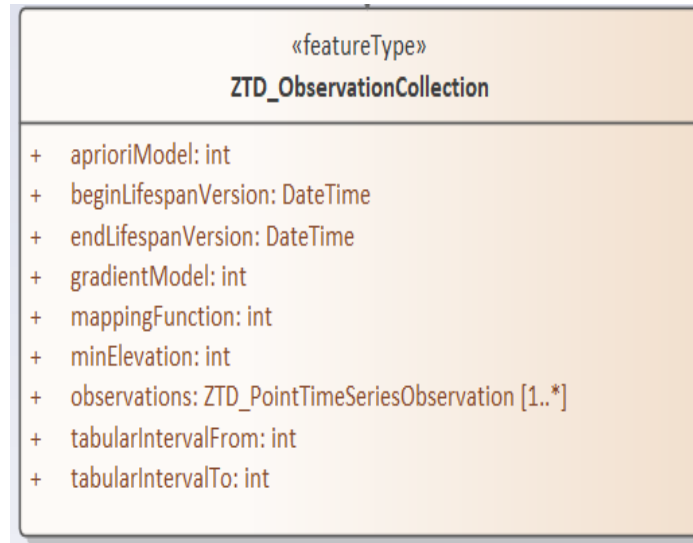 «featureType»
ZTD_ObservationCollection
+ aprioriModel: int
+ beginLifespanVersion: DateTime
+ endLifespanVersion: DateTime
+ gradientModel: int
+ mappingFunction: int
+ minElevation: int
+ observations: ZTD_PointTimeSeriesObservation [1..*]
+ tabularIntervalFrom: int
+ tabularIntervalTo: int